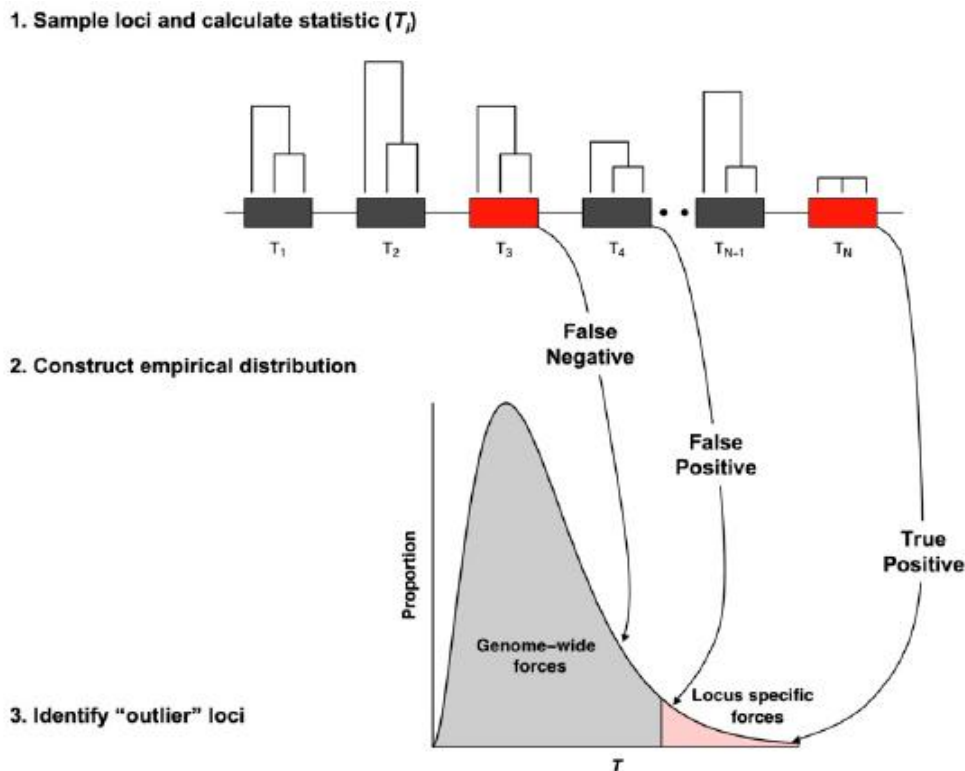 1. Sample loci and calculate statistic (Ti)
T1
T2
T3
T4
TN-1
TN
False
Negative
2. Construct empirical distribution
False
Positive
True
Positive
Proportion
Genome-wide
forces
Locus specific
forces
3. Identify "outlier" loci
T